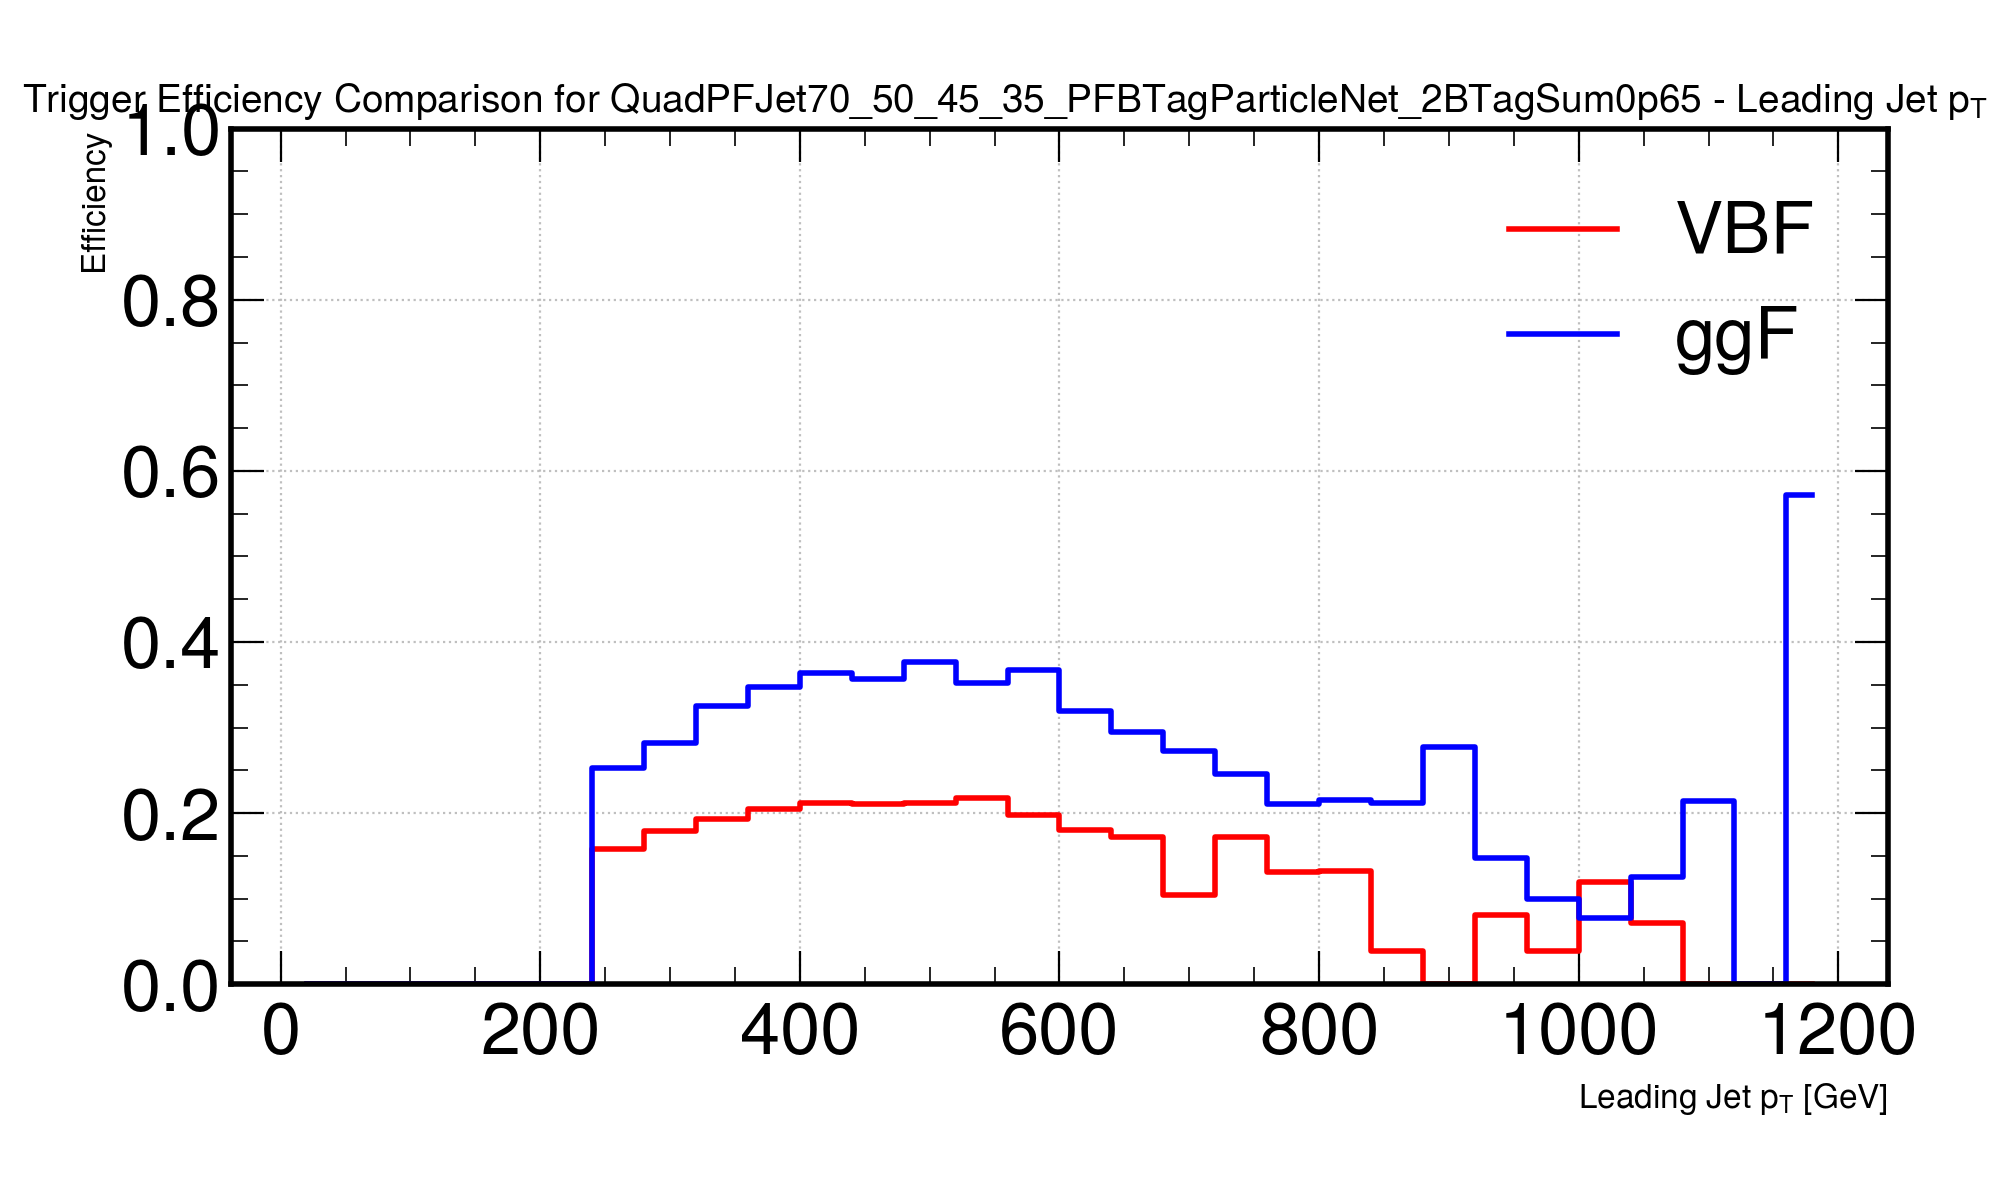 Trigger Efficiency Comparison for QuadPFJet70_50_45_35_PFBTagParticleNet_2BTagSum0p65 - Leading Jet pT
Efficiency
1.0
0.8
0.6
0.4
0.2
0.0
VBF
ggF
0 200 400 600 800 1000 1200
Leading Jet pT [GeV]